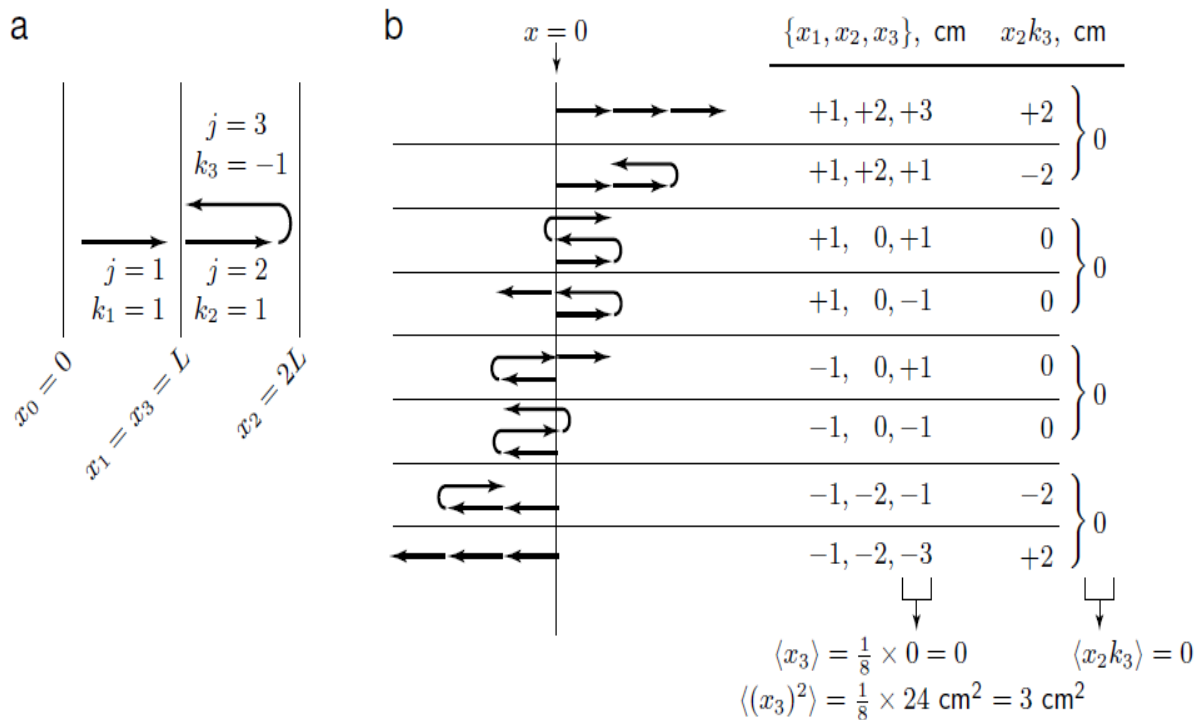 a
j = 3
k₃ = −1
j = 1 j = 2
k₁ = 1 k₂ = 1
x₀ = 0
x₁ = x₃ = L
x₂ = 2L
b
x = 0 {x₁, x₂, x₃}, cm x₂k₃, cm
+1, +2, +3 +2
} 0
+1, +2, +1 −2
+1, 0, +1 0
} 0
+1, 0, −1 0
−1, 0, +1 0
} 0
−1, 0, −1 0
−1, −2, −1 −2
} 0
−1, −2, −3 +2
⟨x₃⟩ = 1/8 × 0 = 0 ⟨x₂k₃⟩ = 0
⟨(x₃)²⟩ = 1/8 × 24 cm² = 3 cm²